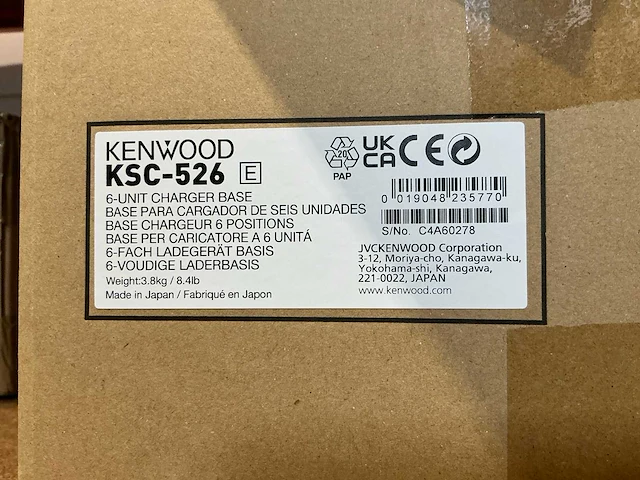 KENWOOD
KSC-526 E
6-UNIT CHARGER BASE
BASE PARA CARGADOR DE SEIS UNIDADES
BASE CHARGEUR 6 POSITIONS
BASE PER CARICATORE A 6 UNITÁ
6-FACH LADEGERÄT BASIS
6-VOUDIGE LADERBASIS
Weight:3.8kg / 8.4lb
Made in Japan / Fabriqué en Japon
20
PAP
UK
CA
CE
0 019048 235770
S/No. C4A60278
JVCKENWOOD Corporation
3-12, Moriya-cho, Kanagawa-ku,
Yokohama-shi, Kanagawa,
221-0022, JAPAN
www.kenwood.com